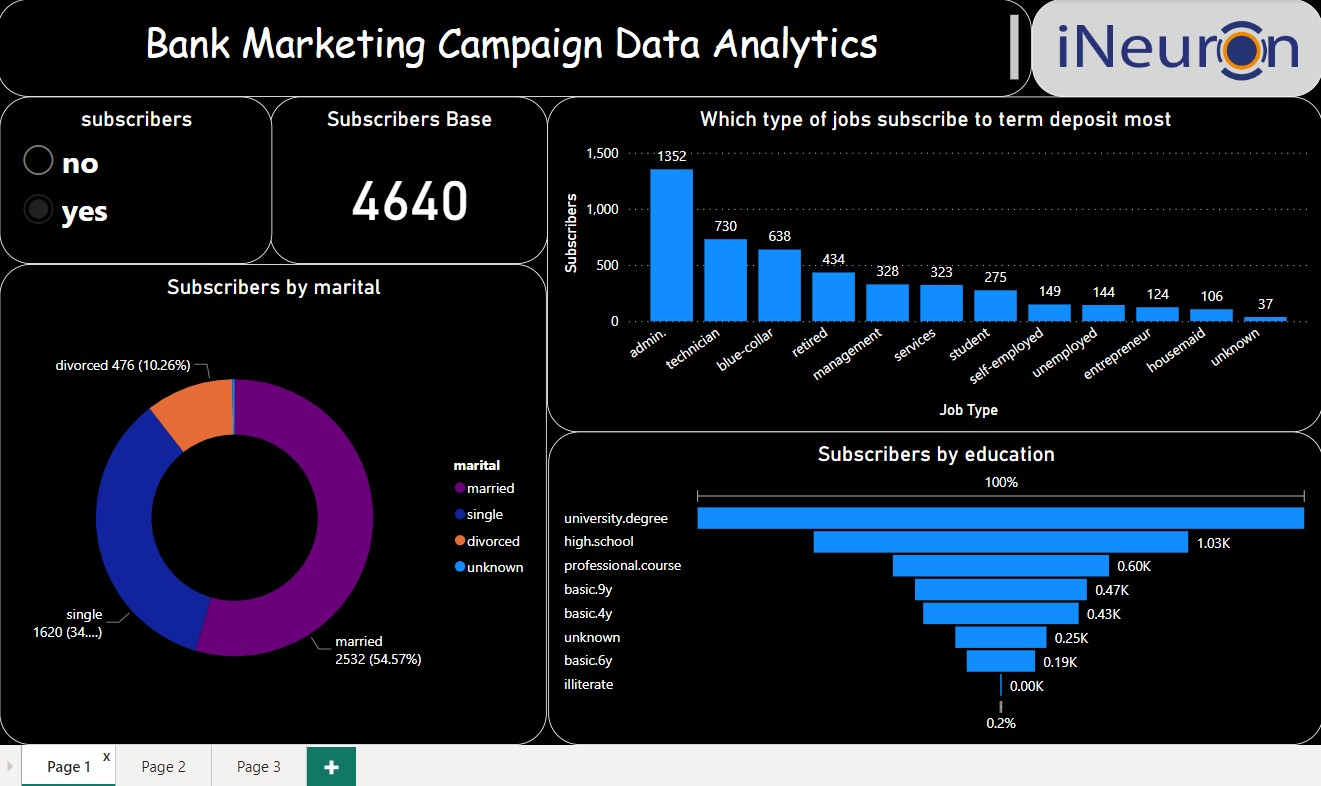 Bank Marketing Campaign Data Analytics
iNeuron
subscribers
no
yes
Subscribers Base
4640
Which type of jobs subscribe to term deposit most
Subscribers
1,500
1,000
500
0
1352
730
638
434
328
323
275
149
144
124
106
37
admin.
technician
blue-collar
retired
management
services
student
self-employed
unemployed
entrepreneur
housemaid
unknown
Job Type
Subscribers by marital
divorced 476 (10.26%)
single
1620 (34....)
married
2532 (54.57%)
marital
married
single
divorced
unknown
Subscribers by education
100%
university.degree
high.school
1.03K
professional.course
0.60K
basic.9y
0.47K
basic.4y
0.43K
unknown
0.25K
basic.6y
0.19K
illiterate
0.00K
0.2%
Page 1
x
Page 2
Page 3
+